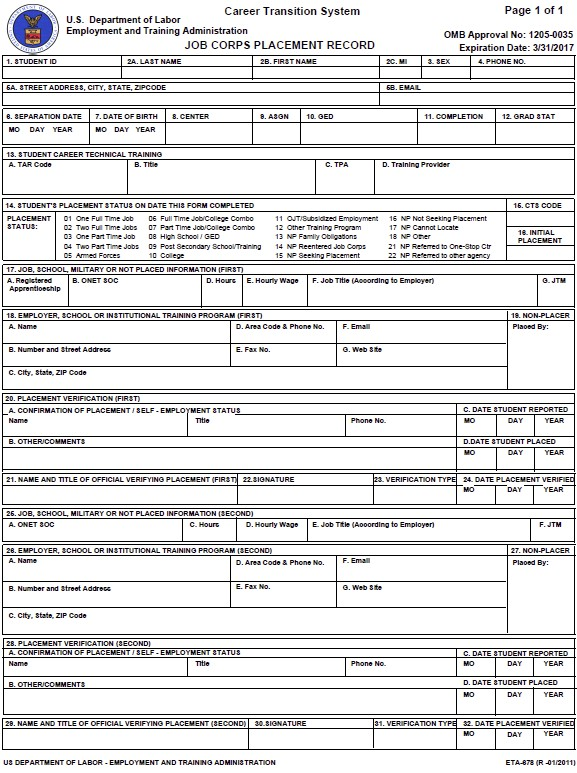 Career Transition System
Page 1 of 1
U.S. Department of Labor
Employment and Training Administration
OMB Approval No: 1205-0035
JOB CORPS PLACEMENT RECORD
Expiration Date: 3/31/2017
1. STUDENT ID 2A. LAST NAME 2B. FIRST NAME 2C. MI 3. SEX 4. PHONE NO.
5A. STREET ADDRESS, CITY, STATE, ZIPCODE 5B. EMAIL
6. SEPARATION DATE 7. DATE OF BIRTH 8. CENTER 9. ASGN 10. GED 11. COMPLETION 12. GRAD STAT
MO DAY YEAR MO DAY YEAR
13. STUDENT CAREER TECHNICAL TRAINING
A. TAR Code B. Title C. TPA D. Training Provider
14. STUDENT'S PLACEMENT STATUS ON DATE THIS FORM COMPLETED 15. CTS CODE
PLACEMENT STATUS:
01 One Full Time Job 06 Full Time Job/College Combo 11 OJT/Subsidized Employment 16 NP Not Seeking Placement
02 Two Full Time Jobs 07 Part Time Job/College Combo 12 Other Training Program 17 NP Cannot Locate
03 One Part Time Job 08 High School / GED 13 NP Family Obligations 18 NP Other
04 Two Part Time Jobs 09 Post Secondary School/Training 14 NP Reentered Job Corps 21 NP Referred to One-Stop Ctr
05 Armed Forces 10 College 15 NP Seeking Placement 22 NP Referred to other agency
16. INITIAL PLACEMENT
17. JOB, SCHOOL, MILITARY OR NOT PLACED INFORMATION (FIRST)
A. Registered Apprenticeship B. ONET SOC D. Hours E. Hourly Wage F. Job Title (According to Employer) G. JTM
18. EMPLOYER, SCHOOL OR INSTITUTIONAL TRAINING PROGRAM (FIRST) 19. NON-PLACER
A. Name D. Area Code & Phone No. F. Email Placed By:
B. Number and Street Address E. Fax No. G. Web Site
C. City, State, ZIP Code
20. PLACEMENT VERIFICATION (FIRST)
A. CONFIRMATION OF PLACEMENT / SELF - EMPLOYMENT STATUS C. DATE STUDENT REPORTED
Name Title Phone No. MO DAY YEAR
B. OTHER/COMMENTS D.DATE STUDENT PLACED
MO DAY YEAR
21. NAME AND TITLE OF OFFICIAL VERIFYING PLACEMENT (FIRST) 22.SIGNATURE 23. VERIFICATION TYPE 24. DATE PLACEMENT VERIFIED
MO DAY YEAR
25. JOB, SCHOOL, MILITARY OR NOT PLACED INFORMATION (SECOND)
A. ONET SOC C. Hours D. Hourly Wage E. Job Title (According to Employer) F. JTM
26. EMPLOYER, SCHOOL OR INSTITUTIONAL TRAINING PROGRAM (SECOND) 27. NON-PLACER
A. Name D. Area Code & Phone No. F. Email Placed By:
B. Number and Street Address E. Fax No. G. Web Site
C. City, State, ZIP Code
28. PLACEMENT VERIFICATION (SECOND)
A. CONFIRMATION OF PLACEMENT / SELF - EMPLOYMENT STATUS C. DATE STUDENT REPORTED
Name Title Phone No. MO DAY YEAR
B. OTHER/COMMENTS D. DATE STUDENT PLACED
MO DAY YEAR
29. NAME AND TITLE OF OFFICIAL VERIFYING PLACEMENT (SECOND) 30.SIGNATURE 31. VERIFICATION TYPE 32. DATE PLACEMENT VERIFIED
MO DAY YEAR
US DEPARTMENT OF LABOR - EMPLOYMENT AND TRAINING ADMINISTRATION ETA-678 (R -01/2011)